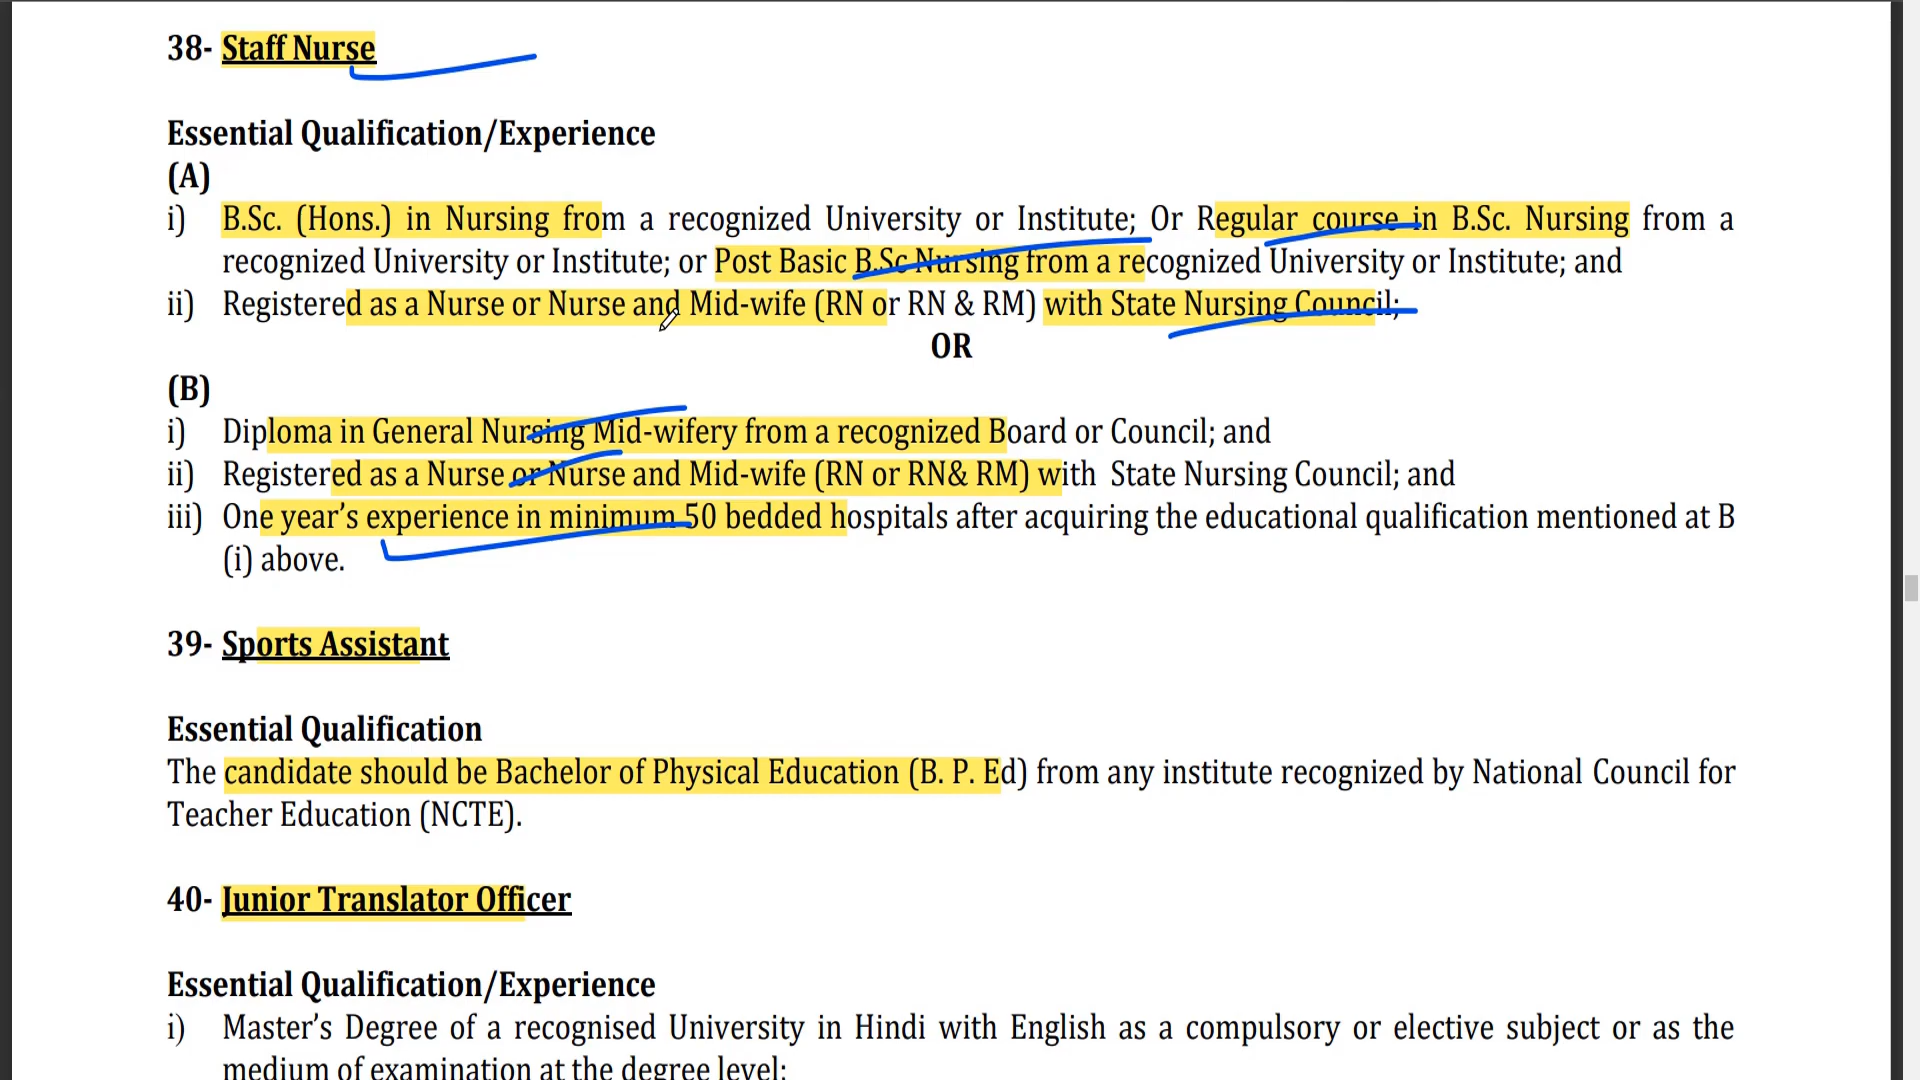 38- Staff Nurse
Essential Qualification/Experience
(A)
i) B.Sc. (Hons.) in Nursing from a recognized University or Institute; Or Regular course in B.Sc. Nursing from a
recognized University or Institute; or Post Basic B.Sc Nursing from a recognized University or Institute; and
ii) Registered as a Nurse or Nurse and Mid-wife (RN or RN & RM) with State Nursing Council;
OR
(B)
i) Diploma in General Nursing Mid-wifery from a recognized Board or Council; and
ii) Registered as a Nurse or Nurse and Mid-wife (RN or RN& RM) with State Nursing Council; and
iii) One year’s experience in minimum 50 bedded hospitals after acquiring the educational qualification mentioned at B
(i) above.
39- Sports Assistant
Essential Qualification
The candidate should be Bachelor of Physical Education (B. P. Ed) from any institute recognized by National Council for
Teacher Education (NCTE).
40- Junior Translator Officer
Essential Qualification/Experience
i) Master’s Degree of a recognised University in Hindi with English as a compulsory or elective subject or as the
medium of examination at the degree level;